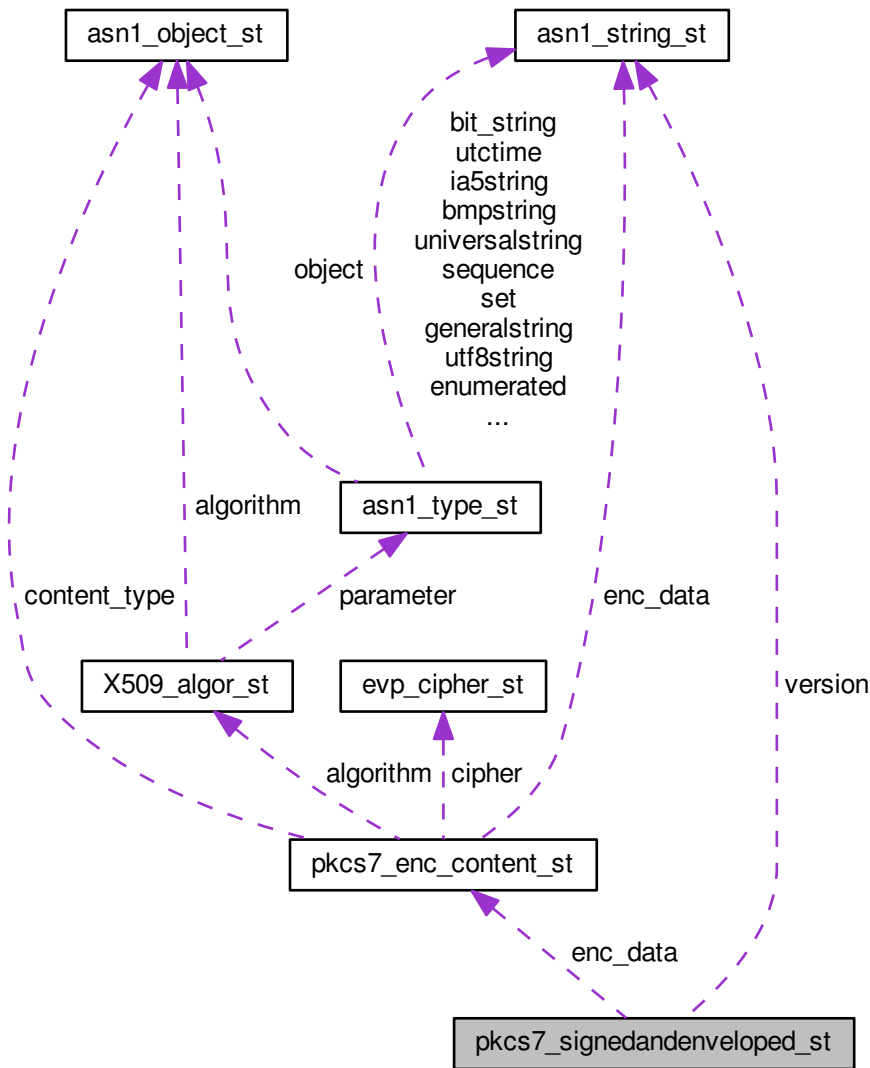 asn1_object_st
asn1_string_st
bit_string
utctime
ia5string
bmpstring
universalstring
sequence
set
generalstring
utf8string
enumerated
...
object
asn1_type_st
algorithm
content_type
parameter
enc_data
X509_algor_st
evp_cipher_st
version
algorithm
cipher
pkcs7_enc_content_st
enc_data
pkcs7_signedandenveloped_st